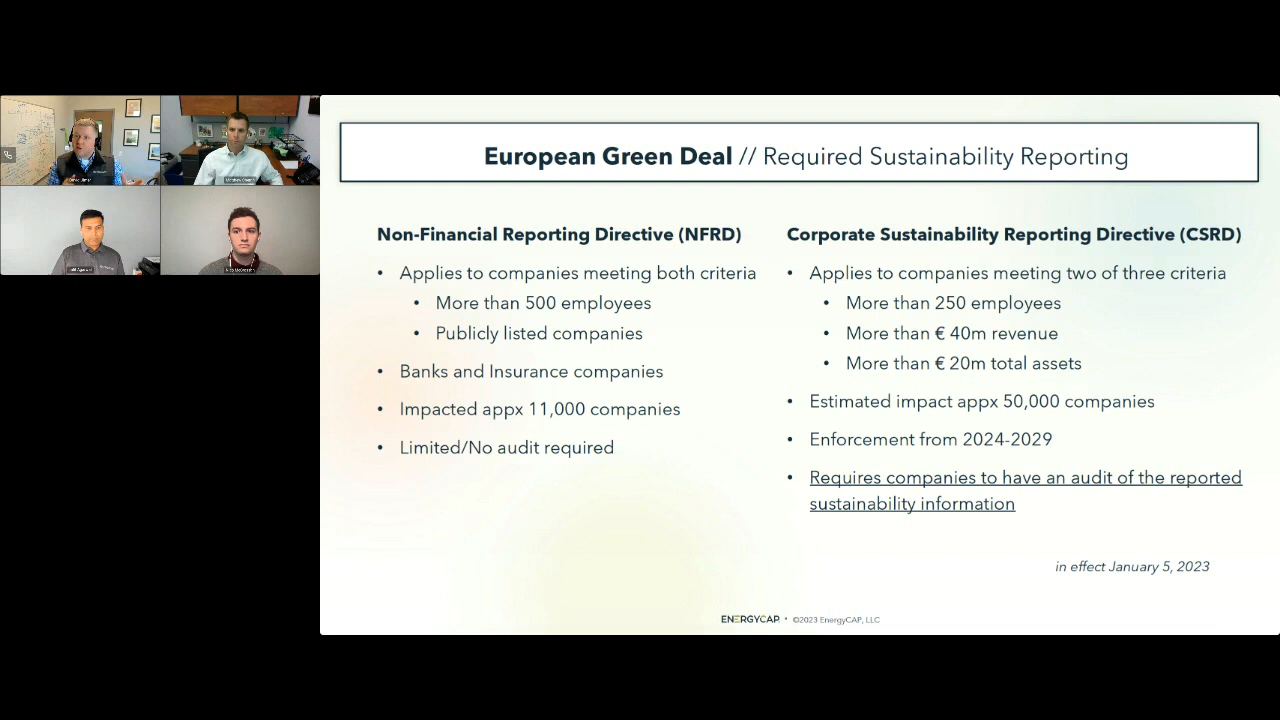 European Green Deal // Required Sustainability Reporting
Non-Financial Reporting Directive (NFRD)
• Applies to companies meeting both criteria
• More than 500 employees
• Publicly listed companies
• Banks and Insurance companies
• Impacted appx 11,000 companies
• Limited/No audit required
Corporate Sustainability Reporting Directive (CSRD)
• Applies to companies meeting two of three criteria
• More than 250 employees
• More than € 40m revenue
• More than € 20m total assets
• Estimated impact appx 50,000 companies
• Enforcement from 2024-2029
• Requires companies to have an audit of the reported
sustainability information
in effect January 5, 2023
ENERGYCAP. • ©2023 EnergyCAP, LLC